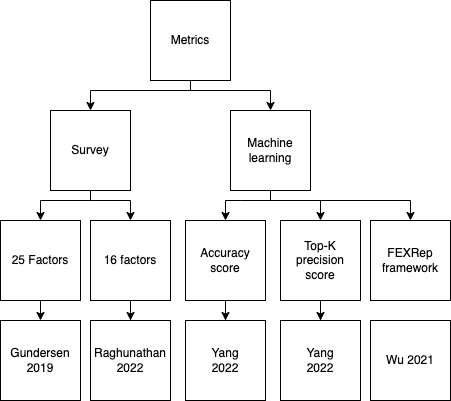 Metrics
Survey
Machine
learning
25 Factors
16 factors
Accuracy
score
Top-K
precision
score
FEXRep
framework
Gundersen
2019
Raghunathan
2022
Yang
2022
Yang
2022
Wu 2021